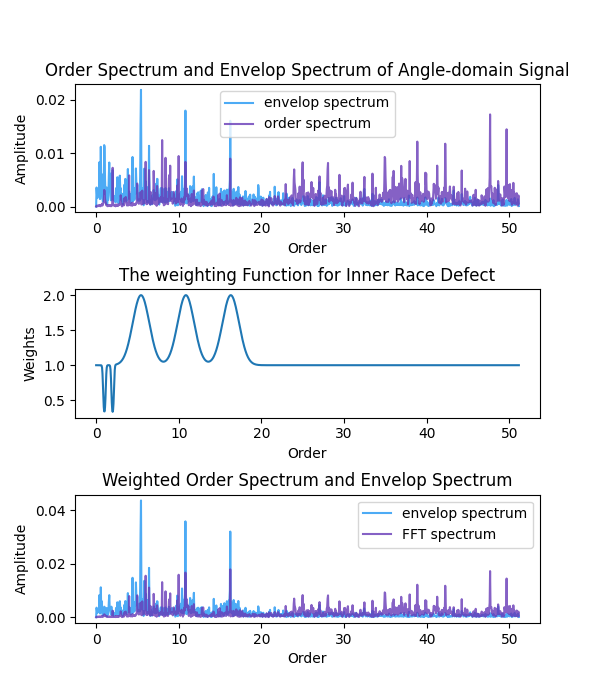 Order Spectrum and Envelop Spectrum of Angle-domain Signal
0.02
0.01
0.00
Amplitude
envelop spectrum
order spectrum
0 10 20 30 40 50
Order
The weighting Function for Inner Race Defect
2.0
1.5
1.0
0.5
Weights
0 10 20 30 40 50
Order
Weighted Order Spectrum and Envelop Spectrum
0.04
0.02
0.00
Amplitude
envelop spectrum
FFT spectrum
0 10 20 30 40 50
Order